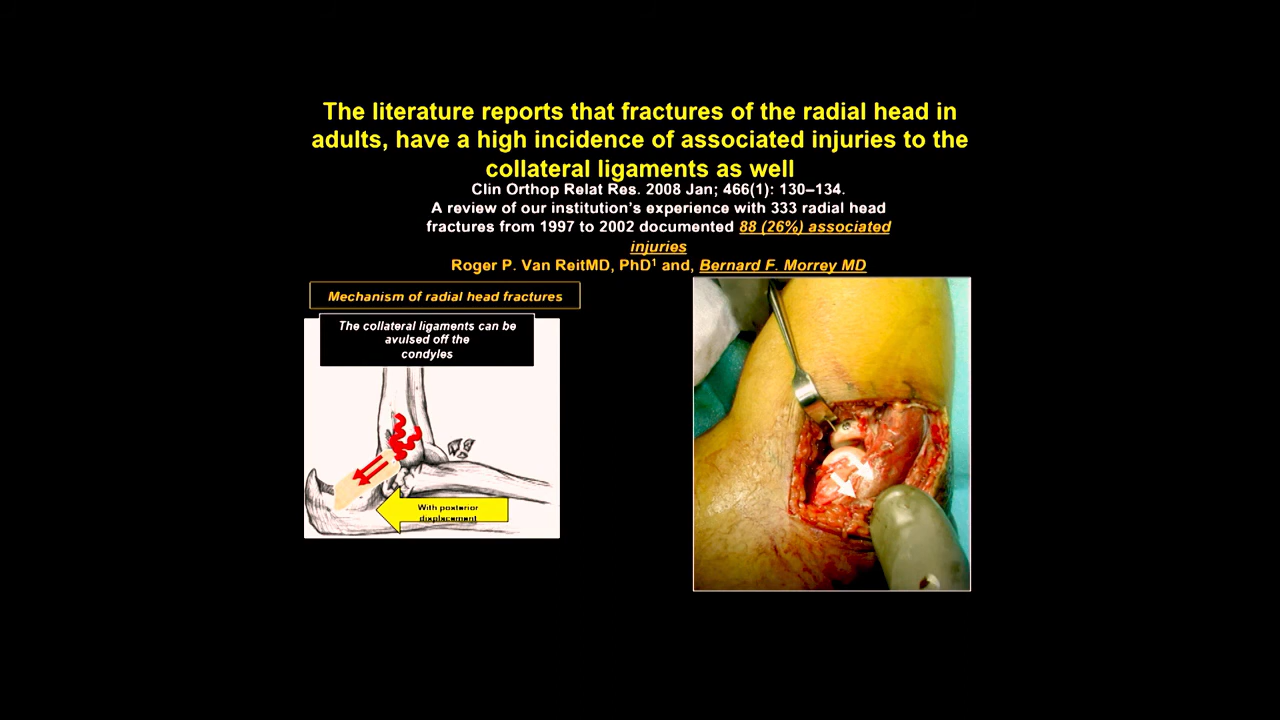 The literature reports that fractures of the radial head in
adults, have a high incidence of associated injuries to the
collateral ligaments as well
Clin Orthop Relat Res. 2008 Jan; 466(1): 130–134.
A review of our institution's experience with 333 radial head
fractures from 1997 to 2002 documented 88 (26%) associated
injuries
Roger P. Van ReitMD, PhD¹ and, Bernard F. Morrey MD
Mechanism of radial head fractures
The collateral ligaments can be
avulsed off the
condyles
With posterior
displacement